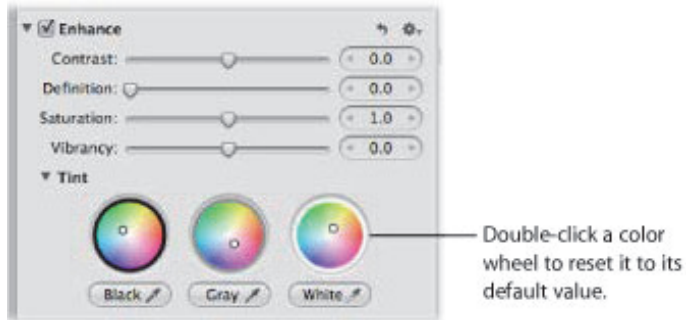 Enhance
Contrast: 0.0
Definition: 0.0
Saturation: 1.0
Vibrancy: 0.0
Tint
Black Gray White
Double-click a color
wheel to reset it to its
default value.